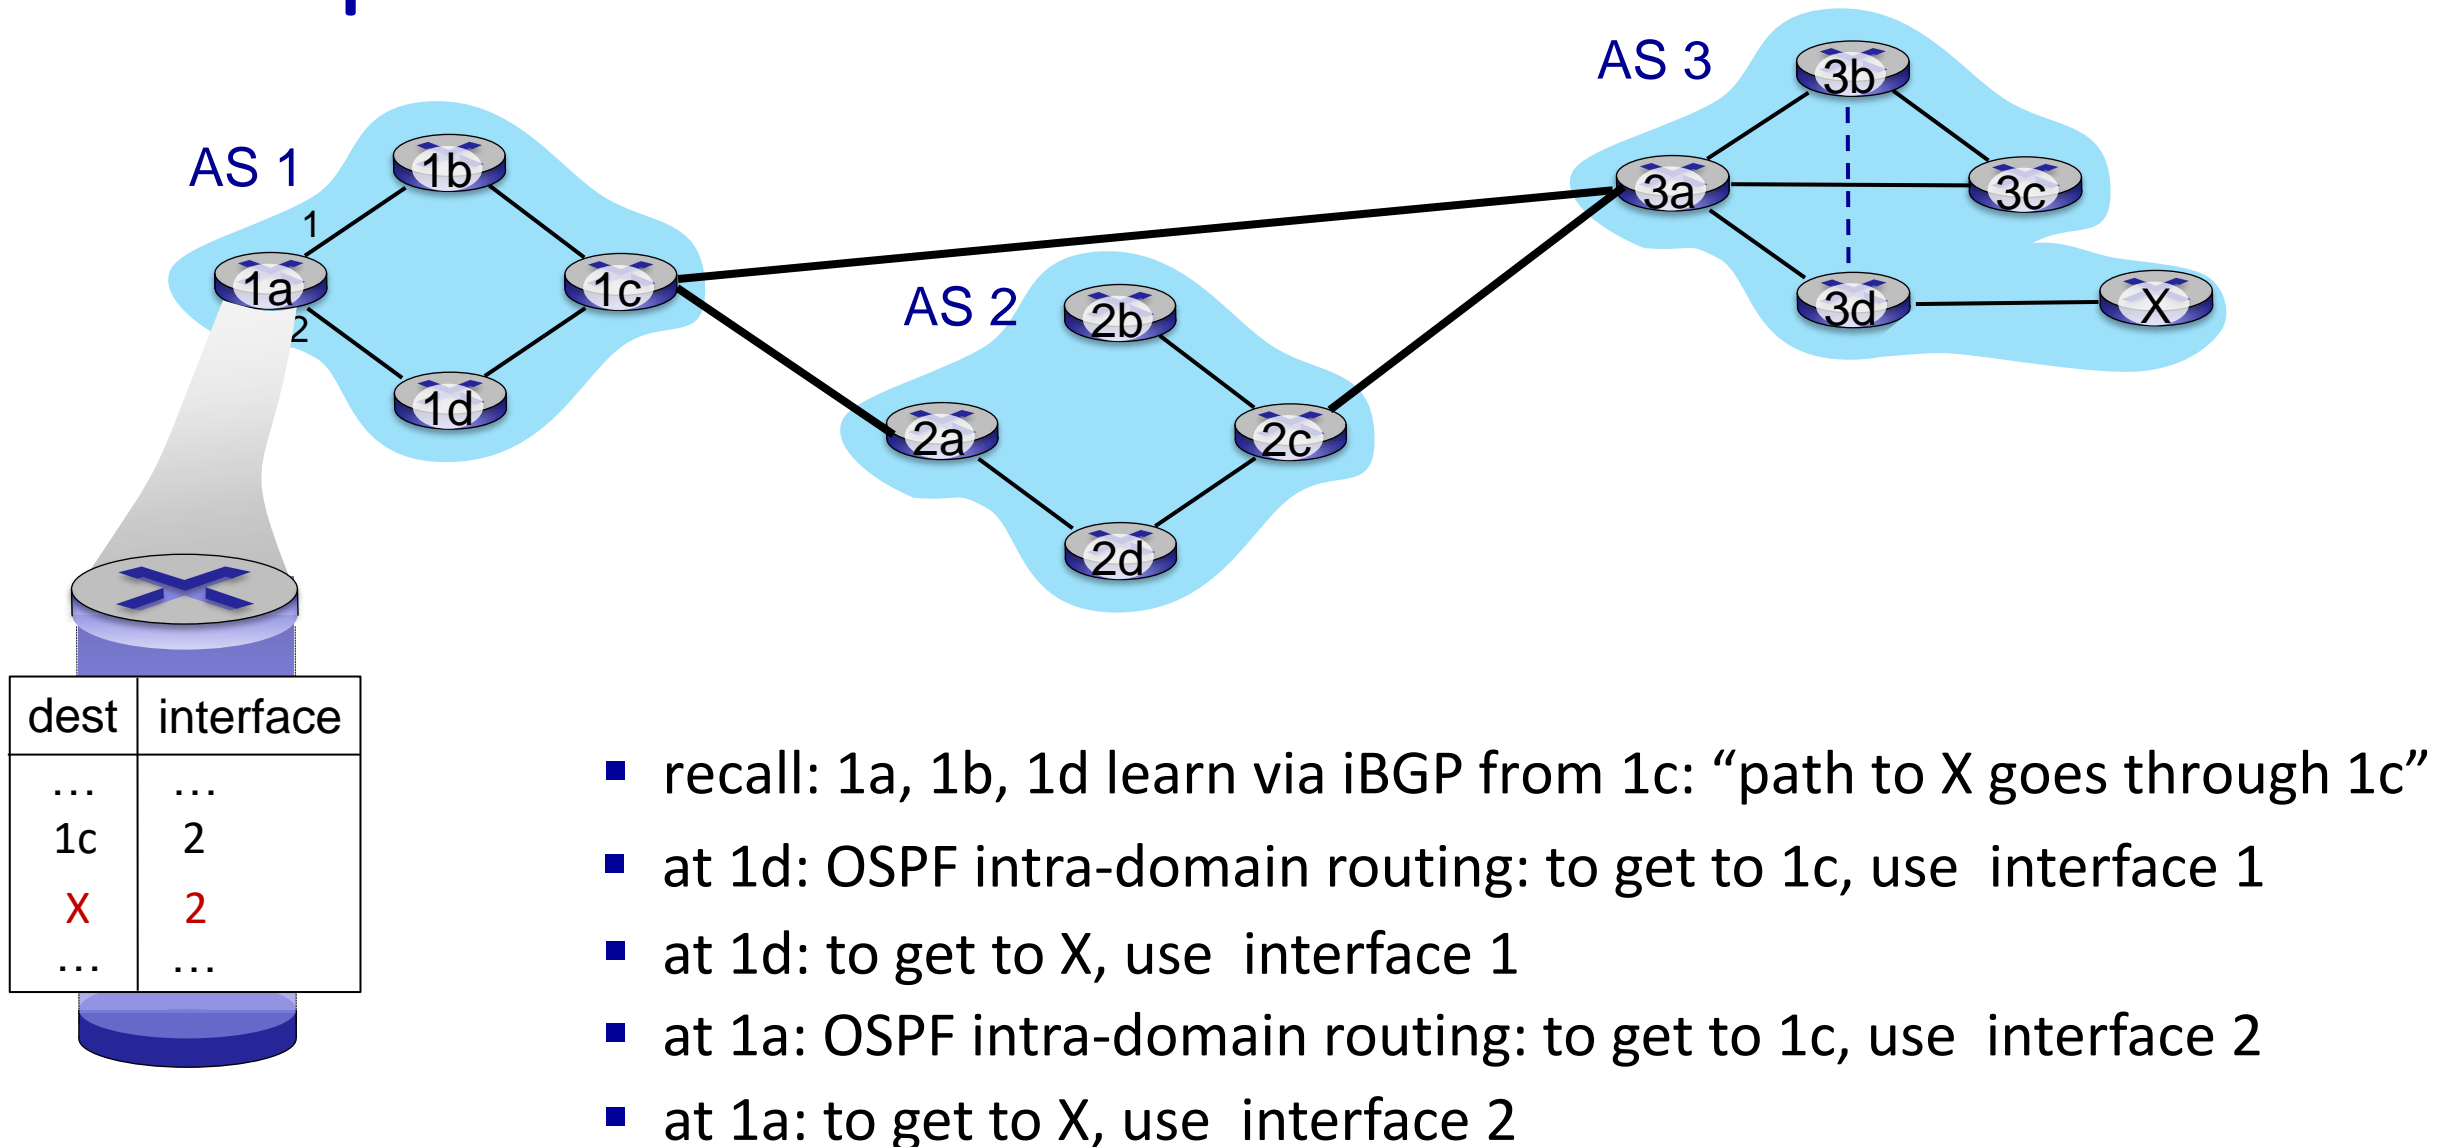 AS 3
3b
AS 1
1b
3a
3c
1
1a
1c
AS 2
2b
3d
X
2
1d
2a
2c
2d
dest interface
… …
1c 2
X 2
… …
recall: 1a, 1b, 1d learn via iBGP from 1c: “path to X goes through 1c”
at 1d: OSPF intra-domain routing: to get to 1c, use interface 1
at 1d: to get to X, use interface 1
at 1a: OSPF intra-domain routing: to get to 1c, use interface 2
at 1a: to get to X, use interface 2